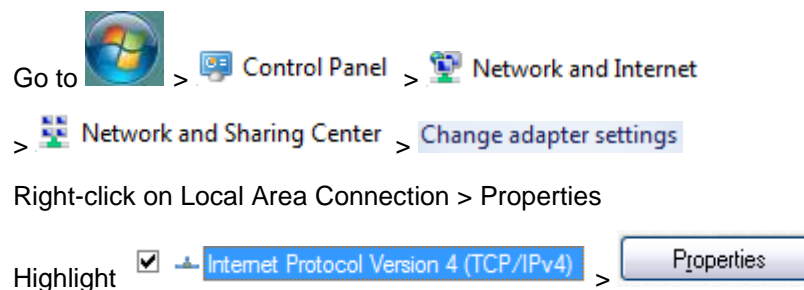 Go to > Control Panel > Network and Internet
> Network and Sharing Center > Change adapter settings
Right-click on Local Area Connection > Properties
Highlight Internet Protocol Version 4 (TCP/IPv4) > Properties